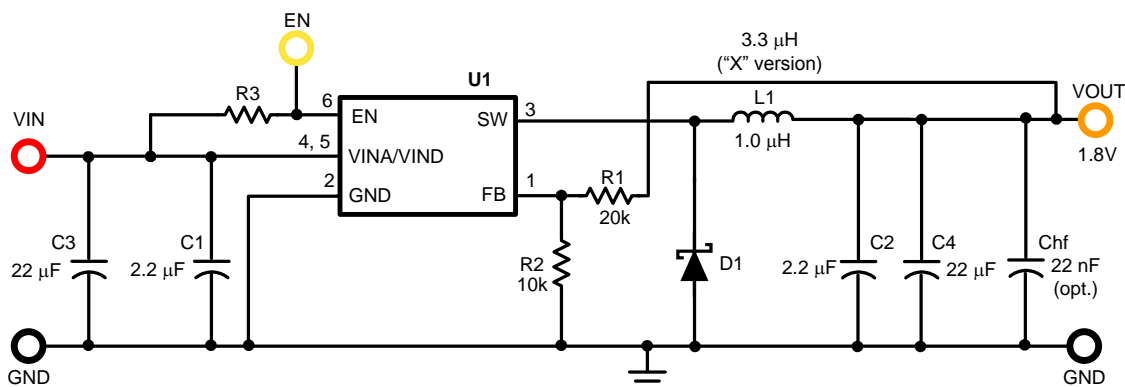 EN
3.3 μH
("X" version)
U1
R3
6
EN
SW
3
L1
1.0 μH
VOUT
1.8V
VIN
4, 5
VINA/VIND
2
GND
FB
1
R1
20k
C3
22 μF
C1
2.2 μF
R2
10k
D1
C2
2.2 μF
C4
22 μF
Chf
22 nF
(opt.)
GND
GND